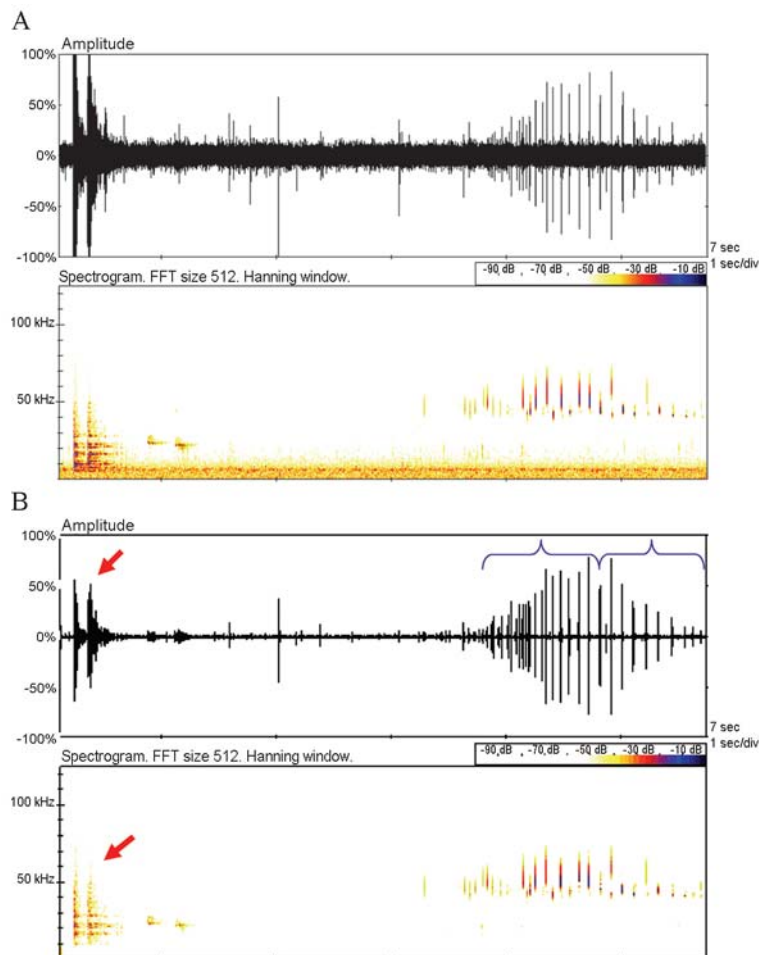 A
Amplitude
100%
50%
0%
-50%
-100%
7 sec
1 sec/div
Spectrogram. FFT size 512. Hanning window.
-90 dB , -70 dB , -50 dB , -30 dB , -10 dB
100 kHz
50 kHz
B
Amplitude
100%
50%
0%
-50%
-100%
7 sec
1 sec/div
Spectrogram. FFT size 512. Hanning window.
-90 dB , -70 dB , -50 dB , -30 dB , -10 dB
100 kHz
50 kHz